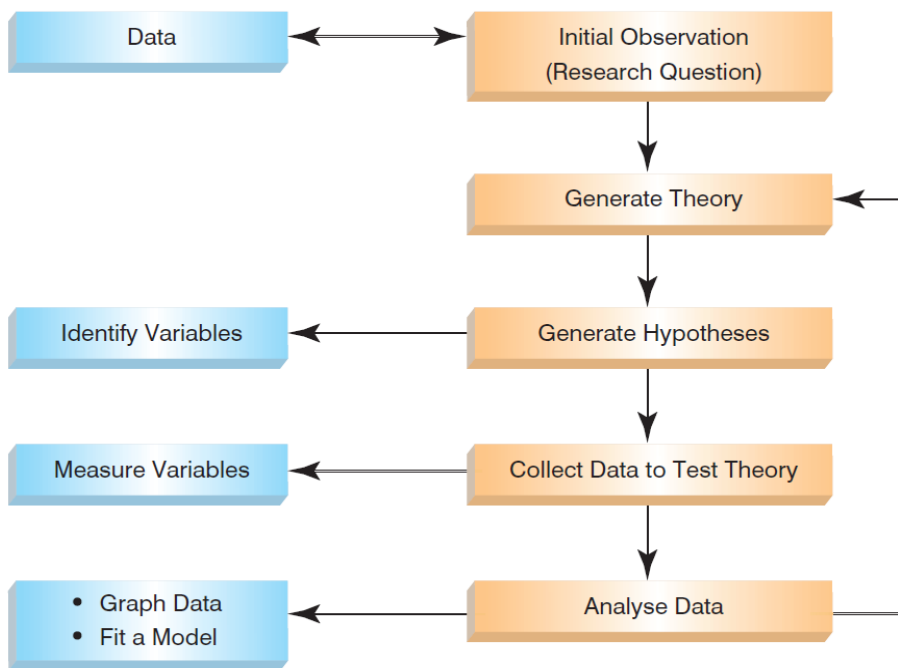 Data
Initial Observation
(Research Question)
Generate Theory
Identify Variables
Generate Hypotheses
Measure Variables
Collect Data to Test Theory
• Graph Data
• Fit a Model
Analyse Data